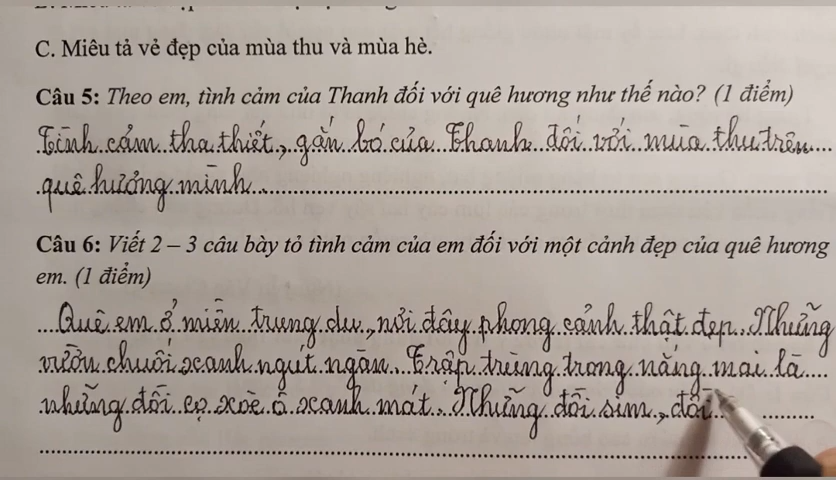 C. Miêu tả vẻ đẹp của mùa thu và mùa hè.
Câu 5: Theo em, tình cảm của Thanh đối với quê hương như thế nào? (1 điểm)
Tình cảm tha thiết, gắn bó của Thanh đối với mùa thu trên
quê hương mình.
Câu 6: Viết 2 – 3 câu bày tỏ tình cảm của em đối với một cảnh đẹp của quê hương
em. (1 điểm)
Quê em ở miền trung du, nơi đây phong cảnh thật đẹp. Những
vườn chuối xanh ngút ngàn. Trập trùng trong nắng mai là
những đồi cọ xoè ô xanh mát. Những đồi sim, đồi